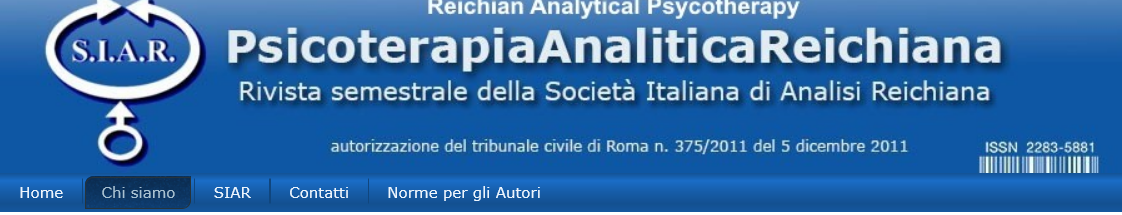 Reichian Analytical Psycotherapy
S.I.A.R.
PsicoterapiaAnaliticaReichiana
Rivista semestrale della Società Italiana di Analisi Reichiana
autorizzazione del tribunale civile di Roma n. 375/2011 del 5 dicembre 2011
ISSN 2283-5881
Home
Chi siamo
SIAR
Contatti
Norme per gli Autori